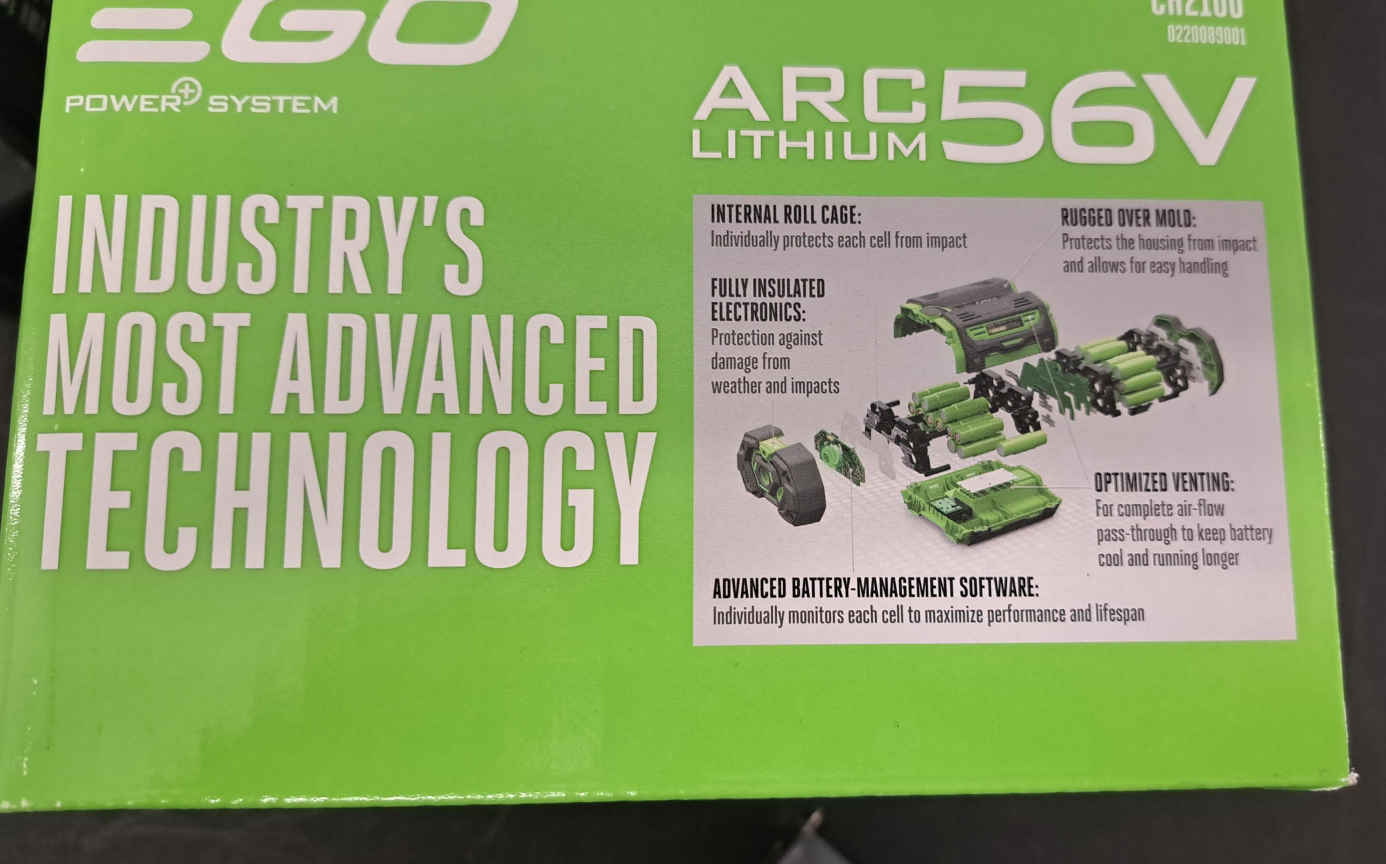 EGO
POWER+ SYSTEM
CH2100
0220089001
ARC
LITHIUM
56V
INDUSTRY'S
MOST ADVANCED
TECHNOLOGY
INTERNAL ROLL CAGE:
Individually protects each cell from impact
RUGGED OVER MOLD:
Protects the housing from impact
and allows for easy handling
FULLY INSULATED
ELECTRONICS:
Protection against
damage from
weather and impacts
OPTIMIZED VENTING:
For complete air-flow
pass-through to keep battery
cool and running longer
ADVANCED BATTERY-MANAGEMENT SOFTWARE:
Individually monitors each cell to maximize performance and lifespan